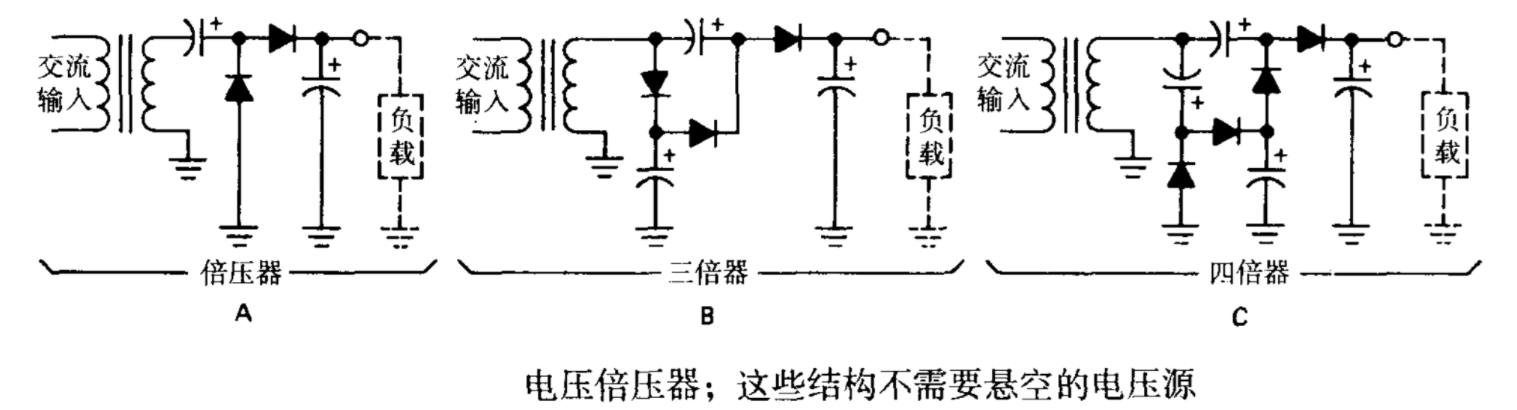 交流
输入
+
+
负
载
倍压器
A
交流
输入
+
+
+
负
载
三倍器
B
交流
输入
+
+
+
+
+
负
载
四倍器
C
电压倍压器；这些结构不需要悬空的电压源